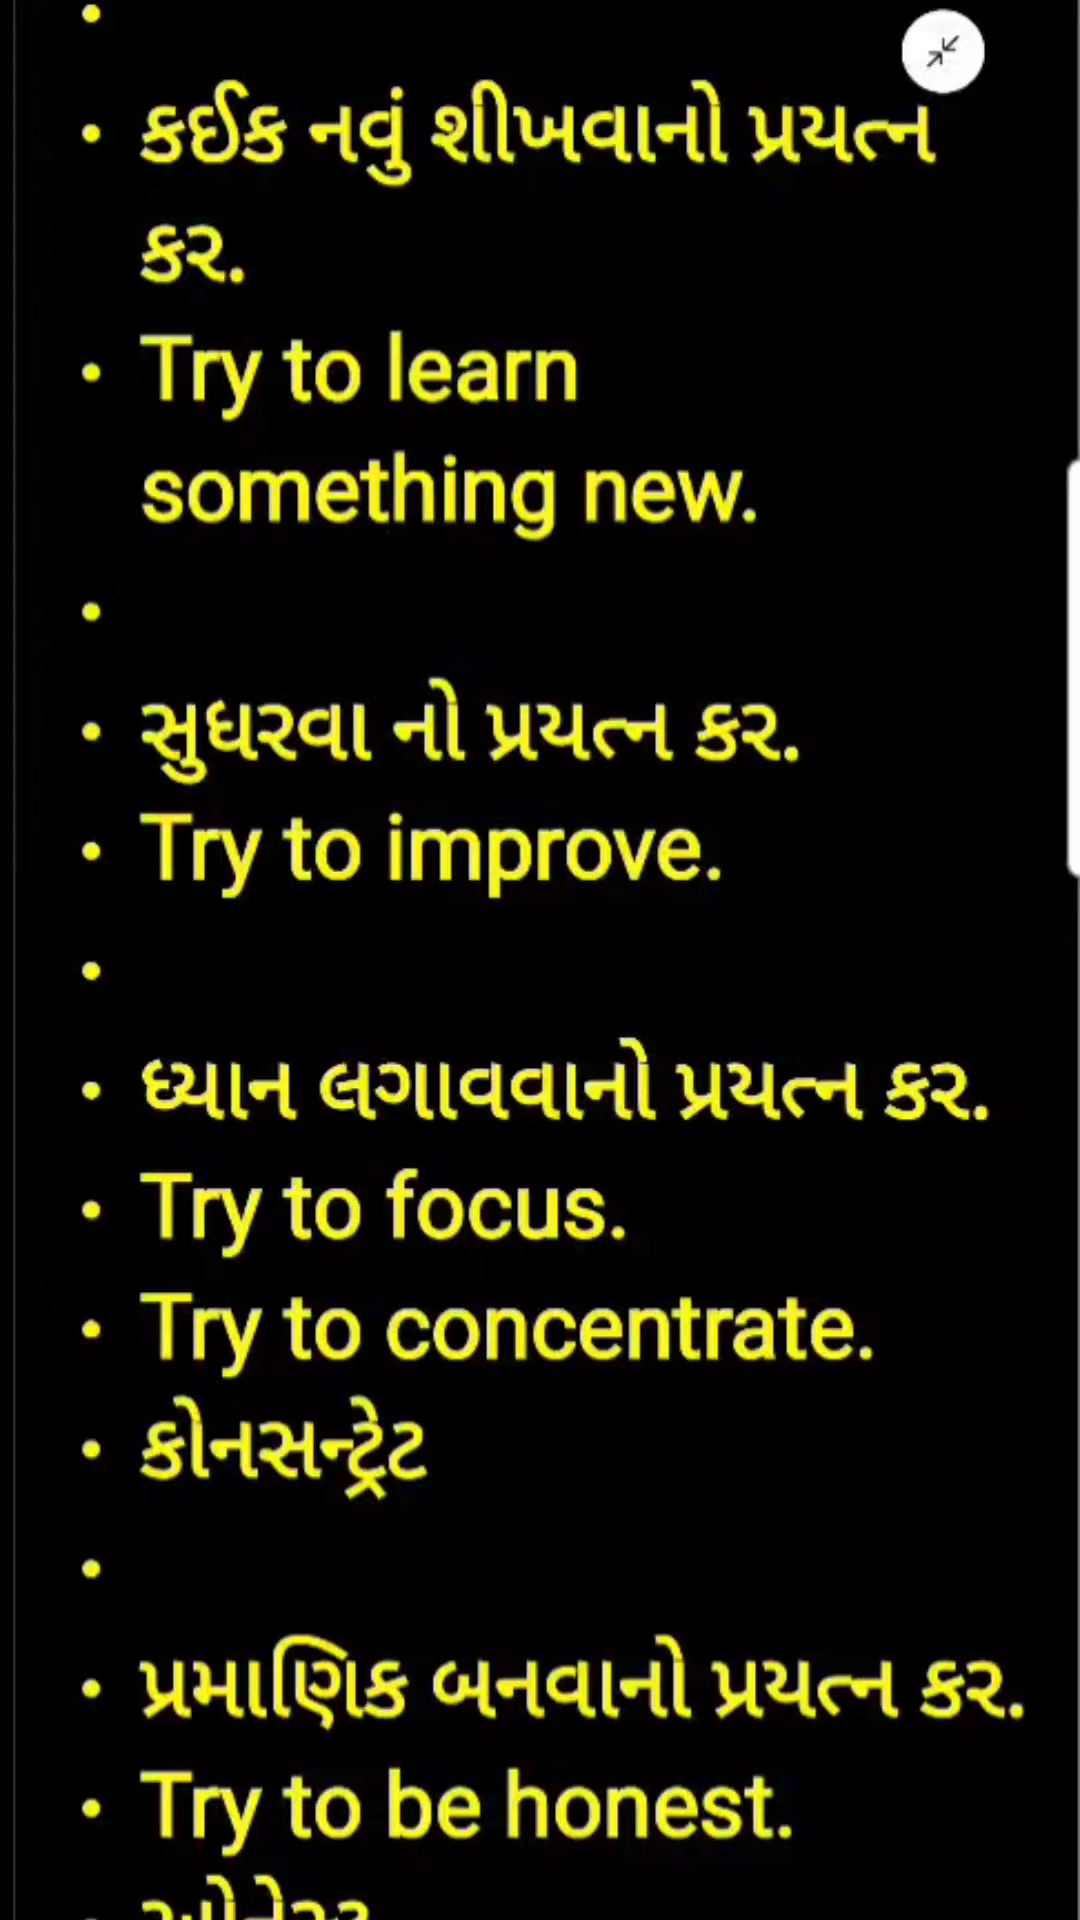 કઈક નવું શીખવાનો પ્રયત્ન
કર.
Try to learn
something new.
સુધરવા નો પ્રયત્ન કર.
Try to improve.
ધ્યાન લગાવવાનો પ્રયત્ન કર.
Try to focus.
Try to concentrate.
કોનસન્ટ્રેટ
પ્રમાણિક બનવાનો પ્રયત્ન કર.
Try to be honest.